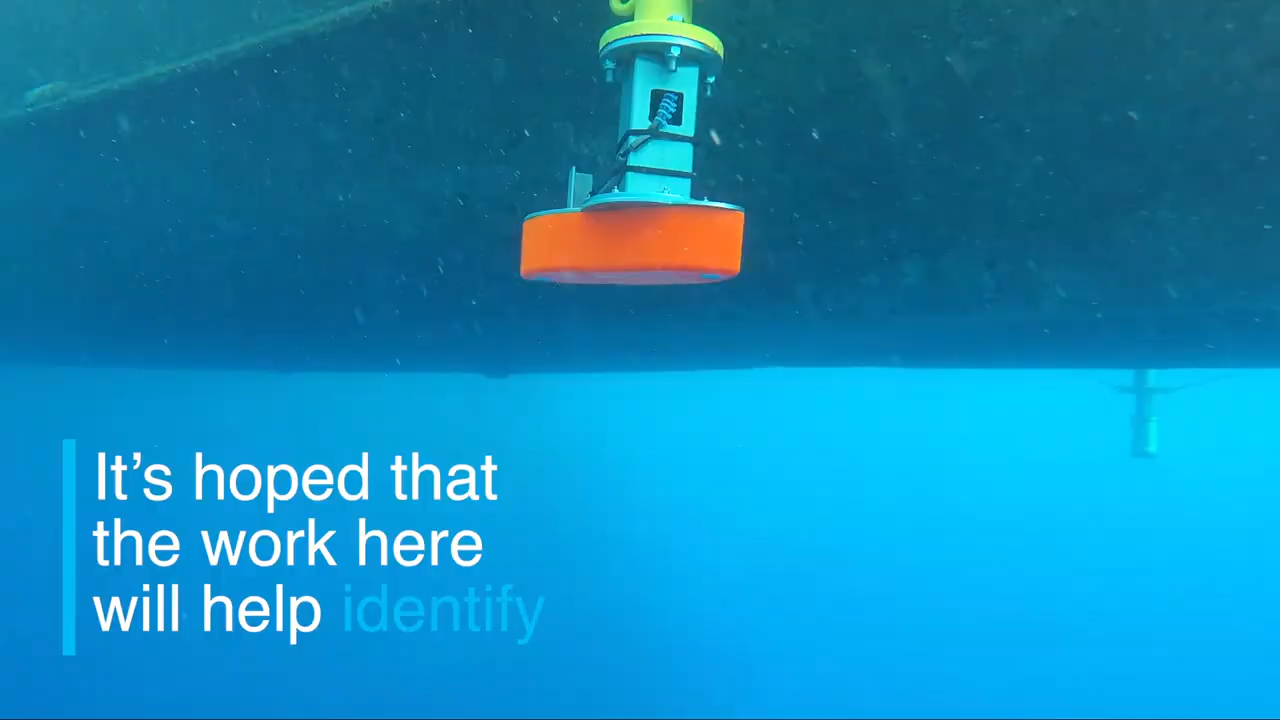 It’s hoped that
the work here
will help identify